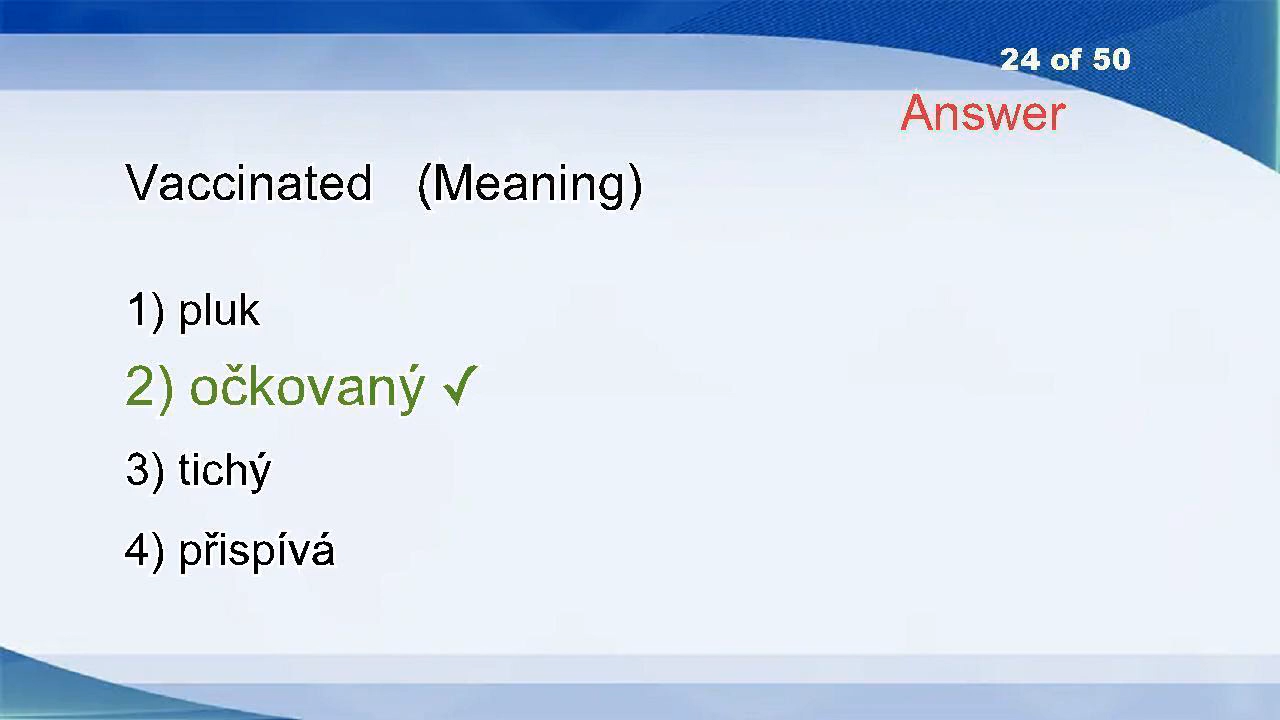 24 of 50
Answer
Vaccinated (Meaning)
1) pluk
2) očkovaný ✓
3) tichý
4) přispívá